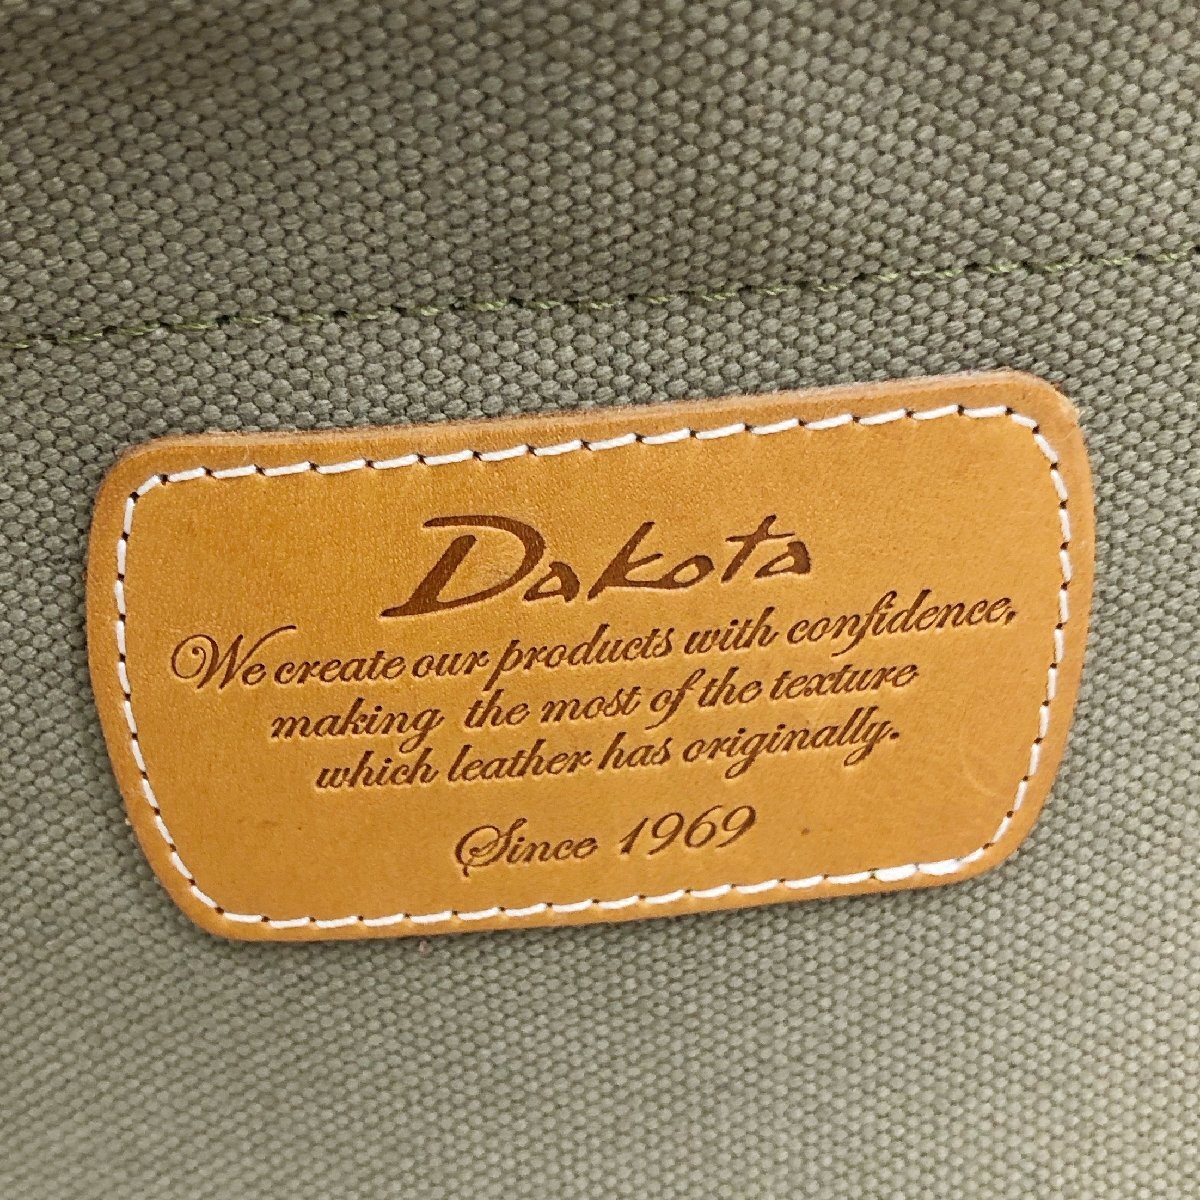 Dakota
We create our products with confidence,
making the most of the texture
which leather has originally.
Since 1969